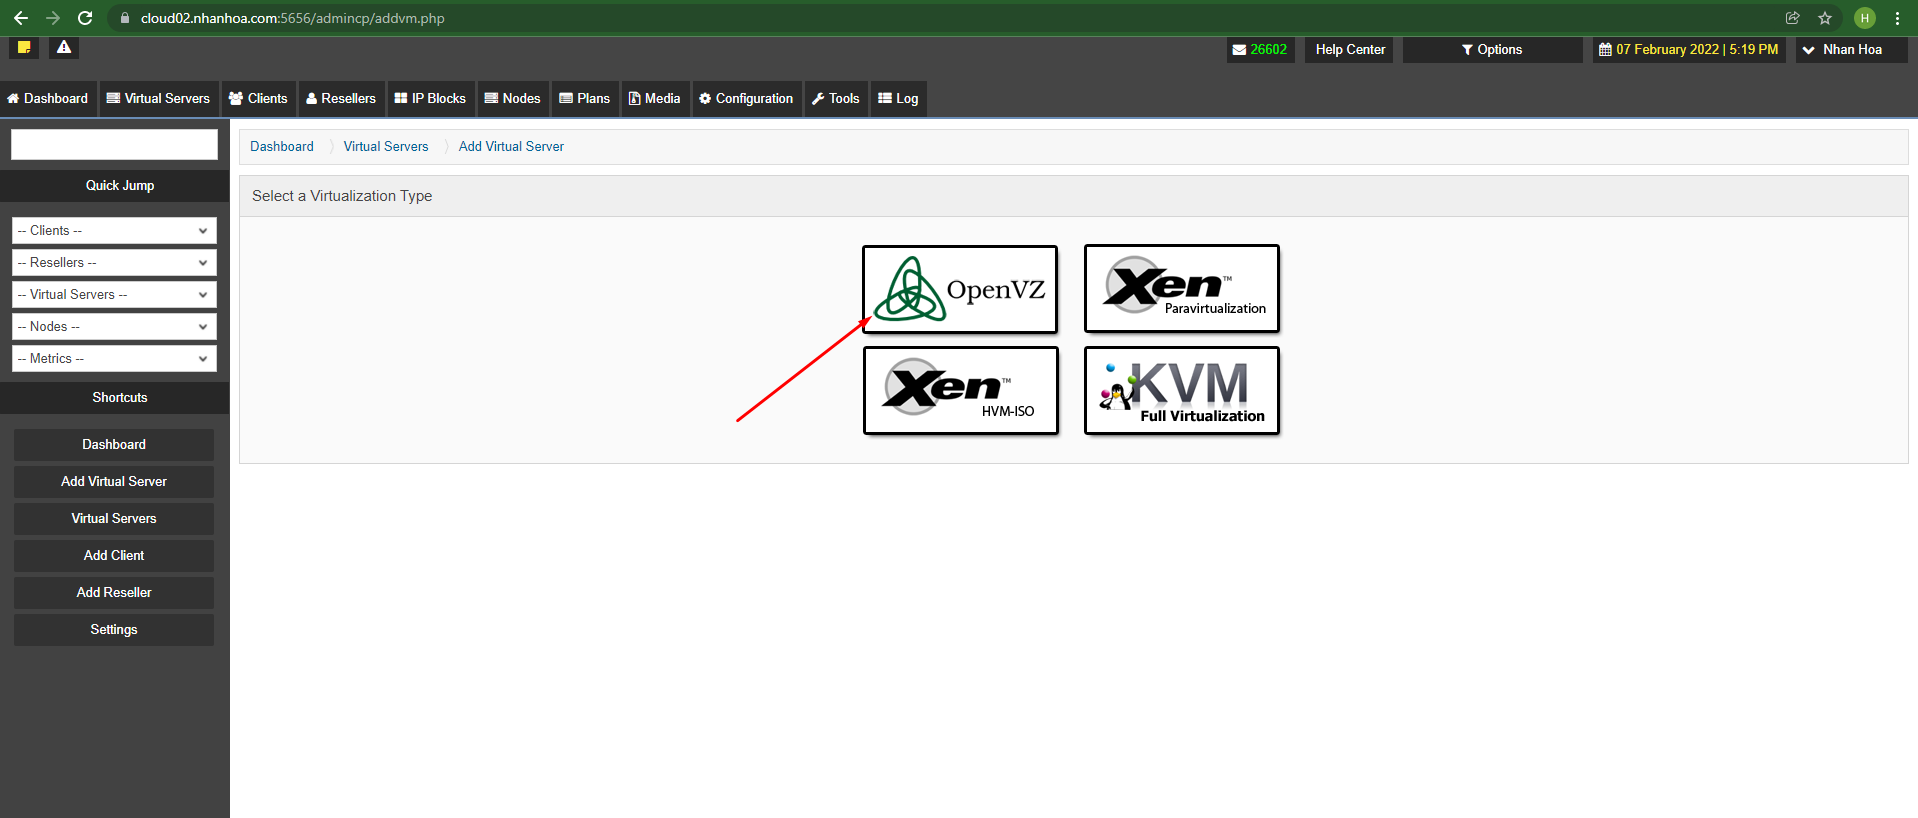 cloud02.nhanhoa.com:5656/admincp/addvm.php
H
26602
Help Center
Options
07 February 2022 | 5:19 PM
Nhan Hoa
Dashboard
Virtual Servers
Clients
Resellers
IP Blocks
Nodes
Plans
Media
Configuration
Tools
Log
Quick Jump
-- Clients --
-- Resellers --
-- Virtual Servers --
-- Nodes --
-- Metrics --
Shortcuts
Dashboard
Add Virtual Server
Virtual Servers
Add Client
Add Reseller
Settings
Dashboard
Virtual Servers
Add Virtual Server
Select a Virtualization Type
OpenVZ
Xen™
Paravirtualization
Xen™
HVM-ISO
KVM
Full Virtualization